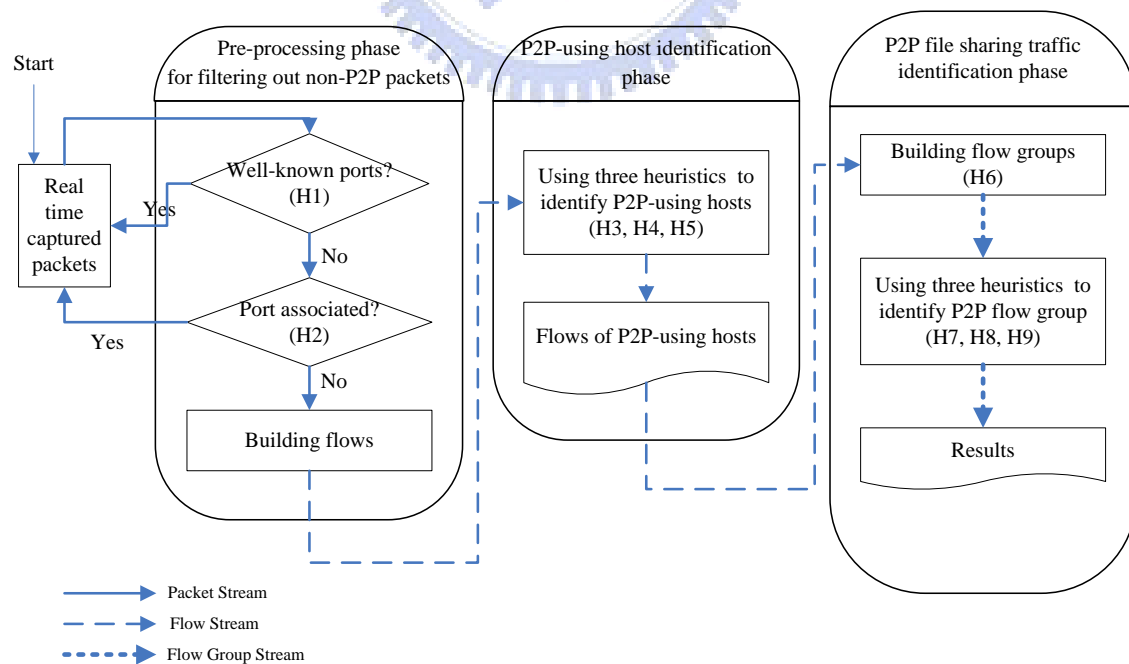 Start
Real
time
captured
packets
Pre-processing phase
for filtering out non-P2P packets
Well-known ports?
(H1)
Yes
No
Port associated?
(H2)
Yes
No
Building flows
P2P-using host identification
phase
Using three heuristics to
identify P2P-using hosts
(H3, H4, H5)
Flows of P2P-using hosts
P2P file sharing traffic
identification phase
Building flow groups
(H6)
Using three heuristics to
identify P2P flow group
(H7, H8, H9)
Results
Packet Stream
Flow Stream
Flow Group Stream